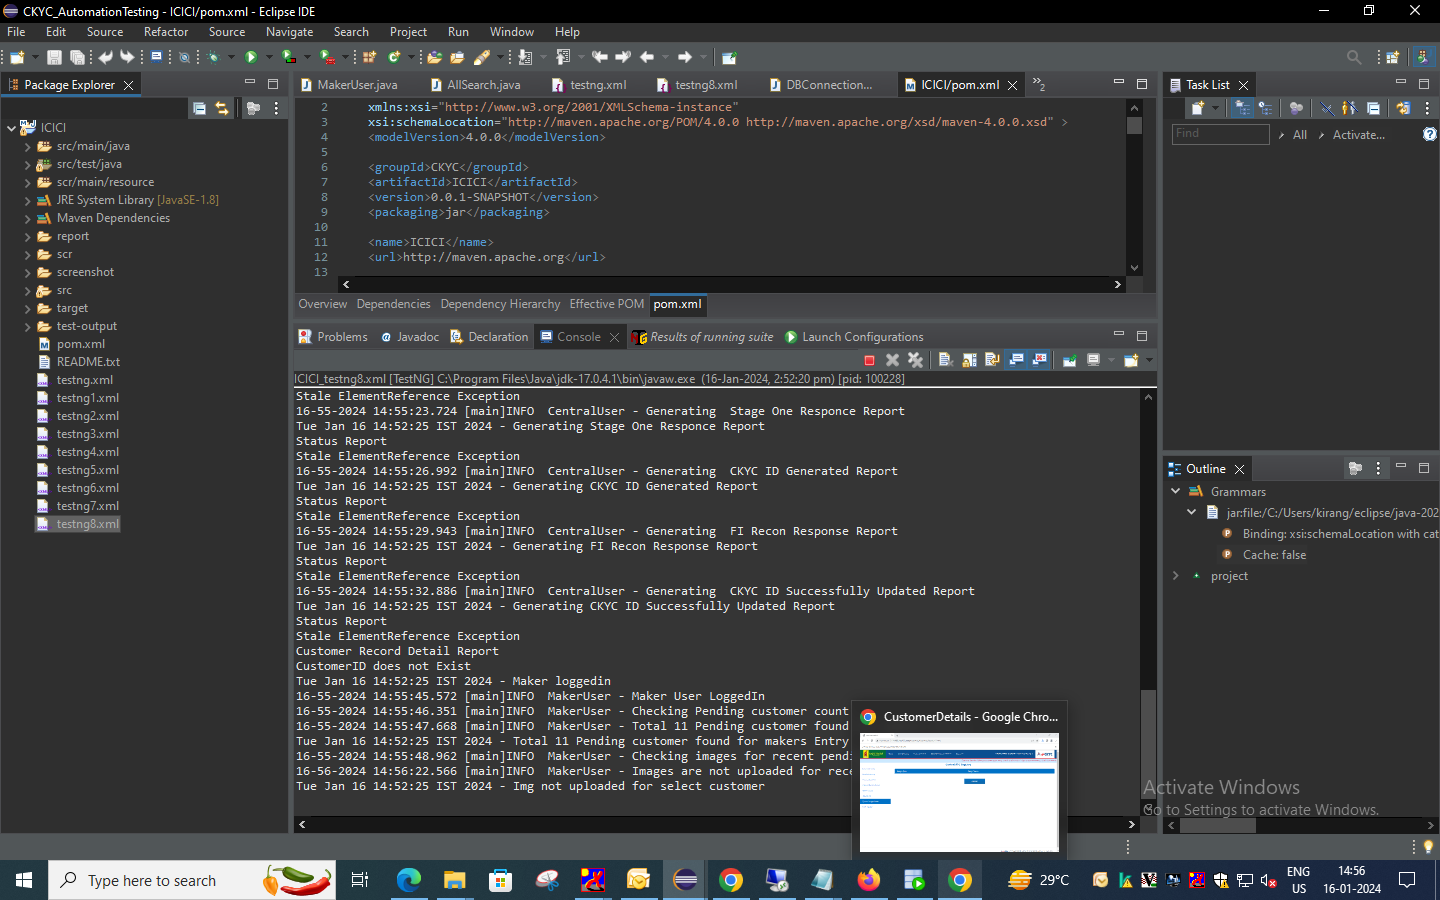 CKYC_AutomationTesting - ICICI/pom.xml - Eclipse IDE
File Edit Source Refactor Source Navigate Search Project Run Window Help
Package Explorer
ICICI
src/main/java
src/test/java
scr/main/resource
JRE System Library [JavaSE-1.8]
Maven Dependencies
report
scr
screenshot
src
target
test-output
pom.xml
README.txt
testng.xml
testng1.xml
testng2.xml
testng3.xml
testng4.xml
testng5.xml
testng6.xml
testng7.xml
testng8.xml
MakerUser.java AllSearch.java testng.xml testng8.xml DBConnection... ICICI/pom.xml »2
2 xmlns:xsi="http://www.w3.org/2001/XMLSchema-instance"
3 xsi:schemaLocation="http://maven.apache.org/POM/4.0.0 http://maven.apache.org/xsd/maven-4.0.0.xsd" >
4 <modelVersion>4.0.0</modelVersion>
5
6 <groupId>CKYC</groupId>
7 <artifactId>ICICI</artifactId>
8 <version>0.0.1-SNAPSHOT</version>
9 <packaging>jar</packaging>
10
11 <name>ICICI</name>
12 <url>http://maven.apache.org</url>
13
Overview Dependencies Dependency Hierarchy Effective POM pom.xml
Problems @ Javadoc Declaration Console Results of running suite Launch Configurations
ICICI_testng8.xml [TestNG] C:\Program Files\Java\jdk-17.0.4.1\bin\javaw.exe (16-Jan-2024, 2:52:20 pm) [pid: 100228]
Stale ElementReference Exception
16-55-2024 14:55:23.724 [main]INFO  CentralUser - Generating  Stage One Responce Report
Tue Jan 16 14:52:25 IST 2024 - Generating Stage One Responce Report
Status Report
Stale ElementReference Exception
16-55-2024 14:55:26.992 [main]INFO  CentralUser - Generating  CKYC ID Generated Report
Tue Jan 16 14:52:25 IST 2024 - Generating CKYC ID Generated Report
Status Report
Stale ElementReference Exception
16-55-2024 14:55:29.943 [main]INFO  CentralUser - Generating  FI Recon Response Report
Tue Jan 16 14:52:25 IST 2024 - Generating FI Recon Response Report
Status Report
Stale ElementReference Exception
16-55-2024 14:55:32.886 [main]INFO  CentralUser - Generating  CKYC ID Successfully Updated Report
Tue Jan 16 14:52:25 IST 2024 - Generating CKYC ID Successfully Updated Report
Status Report
Stale ElementReference Exception
Customer Record Detail Report
CustomerID does not Exist
Tue Jan 16 14:52:25 IST 2024 - Maker loggedin
16-55-2024 14:55:45.572 [main]INFO  MakerUser - Maker User LoggedIn
16-55-2024 14:55:46.351 [main]INFO  MakerUser - Checking Pending customer count
16-55-2024 14:55:47.668 [main]INFO  MakerUser - Total 11 Pending customer found
Tue Jan 16 14:52:25 IST 2024 - Total 11 Pending customer found for makers Entry
16-55-2024 14:55:48.962 [main]INFO  MakerUser - Checking images for recent pendi
16-56-2024 14:56:22.566 [main]INFO  MakerUser - Images are not uploaded for rece
Tue Jan 16 14:52:25 IST 2024 - Img not uploaded for select customer
CustomerDetails - Google Chro...
Task List
Find All Activate...
Outline
Grammars
jar:file:/C:/Users/kirang/eclipse/java-202
Binding: xsi:schemaLocation with cat
Cache: false
project
Activate Windows
Go to Settings to activate Windows.
Type here to search
29°C
ENG
US
14:56
16-01-2024